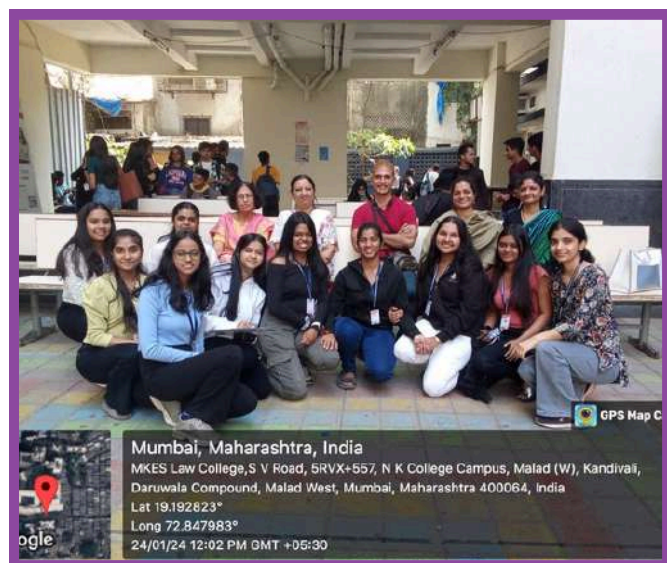 GPS Map C
Mumbai, Maharashtra, India
MKES Law College,S V Road, 5RVX+557, N K College Campus, Malad (W), Kandivali,
Daruwala Compound, Malad West, Mumbai, Maharashtra 400064, India
Lat 19.192823°
Long 72.847983°
24/01/24 12:02 PM GMT +05:30
ogle